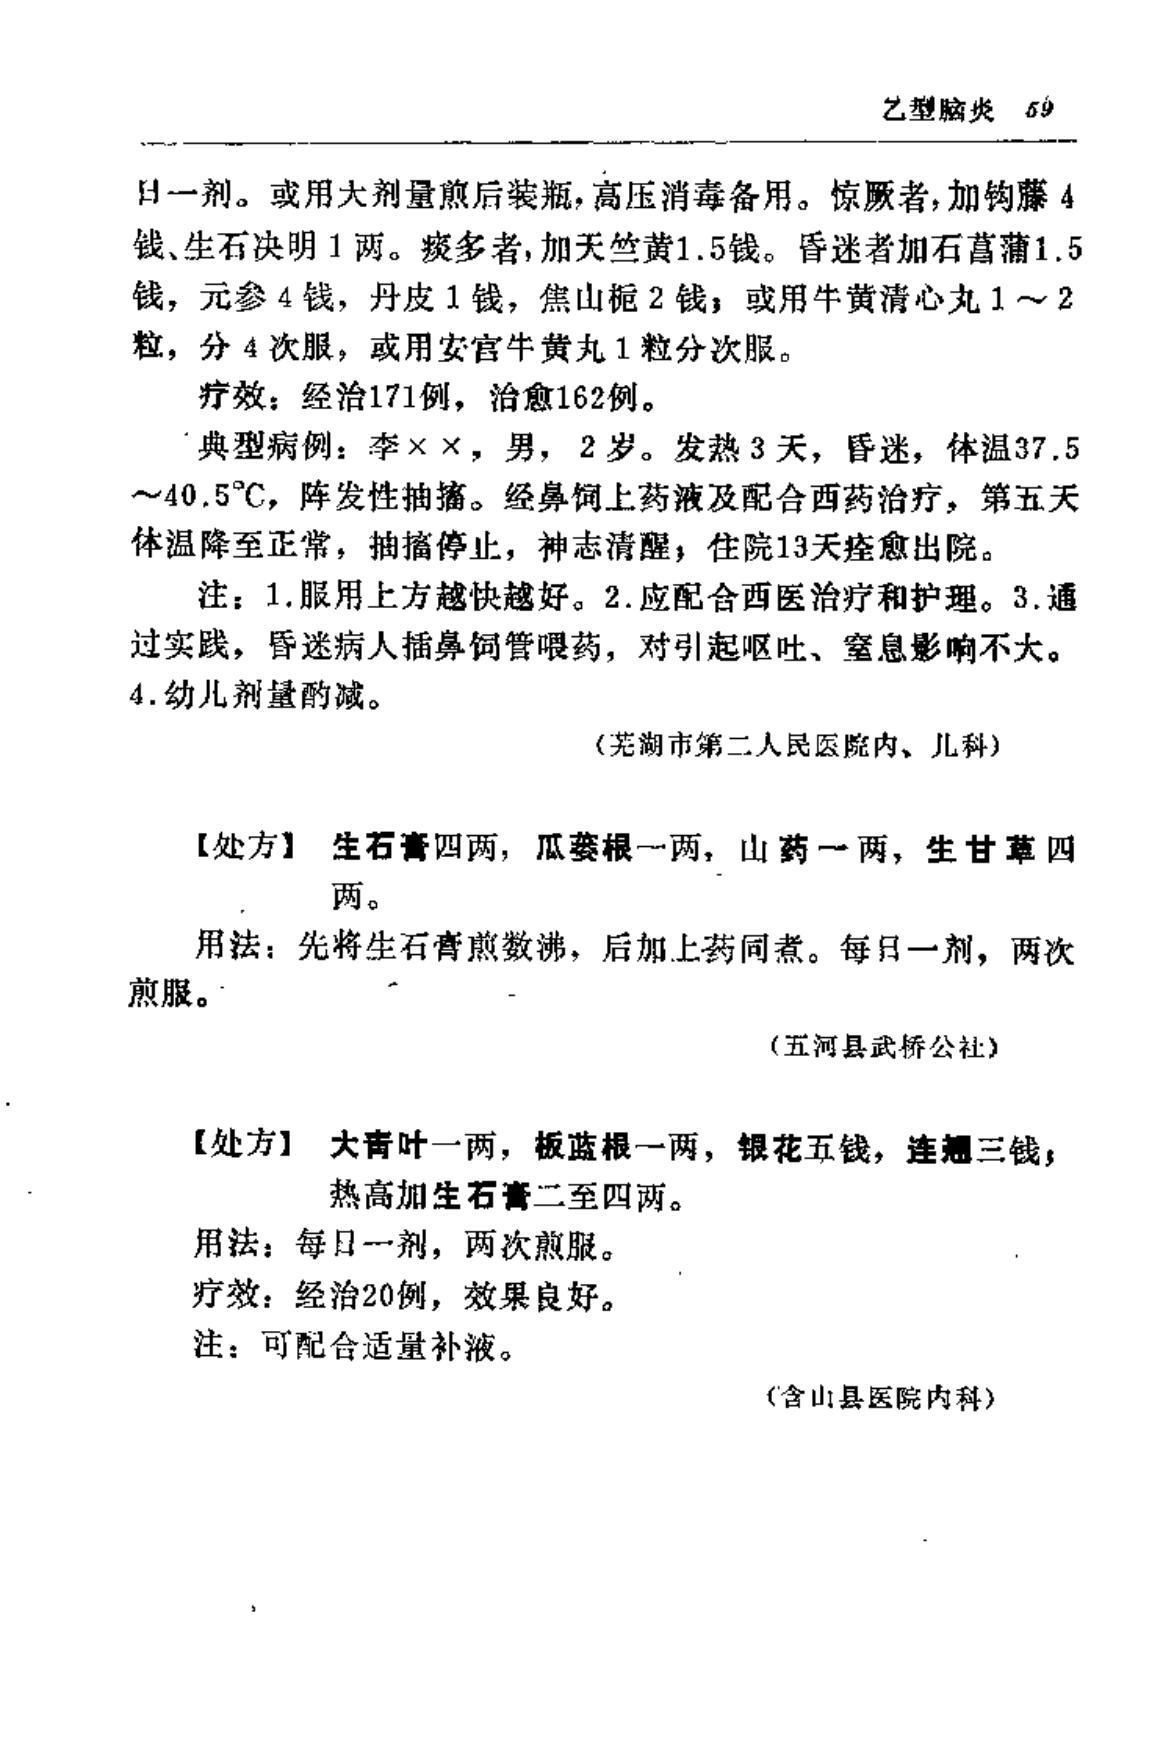 乙型脑炎 59
日一剂。或用大剂量煎后装瓶,高压消毒备用。惊厥者,加钩藤 4
钱、生石决明 1 两。痰多者,加天竺黄1.5钱。昏迷者加石菖蒲1.5
钱，元参 4 钱，丹皮 1 钱，焦山栀 2 钱；或用牛黄清心丸 1 ～ 2
粒，分 4 次服，或用安宫牛黄丸 1 粒分次服。
疗效：经治171例，治愈162例。
典型病例：李××，男， 2 岁。发热 3 天，昏迷，体温37.5
～40.5℃，阵发性抽搐。经鼻饲上药液及配合西药治疗，第五天
体温降至正常，抽搐停止，神志清醒；住院13天痊愈出院。
注：1.服用上方越快越好。2.应配合西医治疗和护理。3.通
过实践，昏迷病人插鼻饲管喂药，对引起呕吐、窒息影响不大。
4.幼儿剂量酌减。
（芜湖市第二人民医院内、儿科）
【处方】 生石膏四两，瓜蒌根一两，山药一两，生甘草四
两。
用法：先将生石膏煎数沸，后加上药同煮。每日一剂，两次
煎服。
（五河县武桥公社）
【处方】 大青叶一两，板蓝根一两，银花五钱，连翘三钱；
热高加生石膏二至四两。
用法：每日一剂，两次煎服。
疗效：经治20例，效果良好。
注：可配合适量补液。
（含山县医院内科）